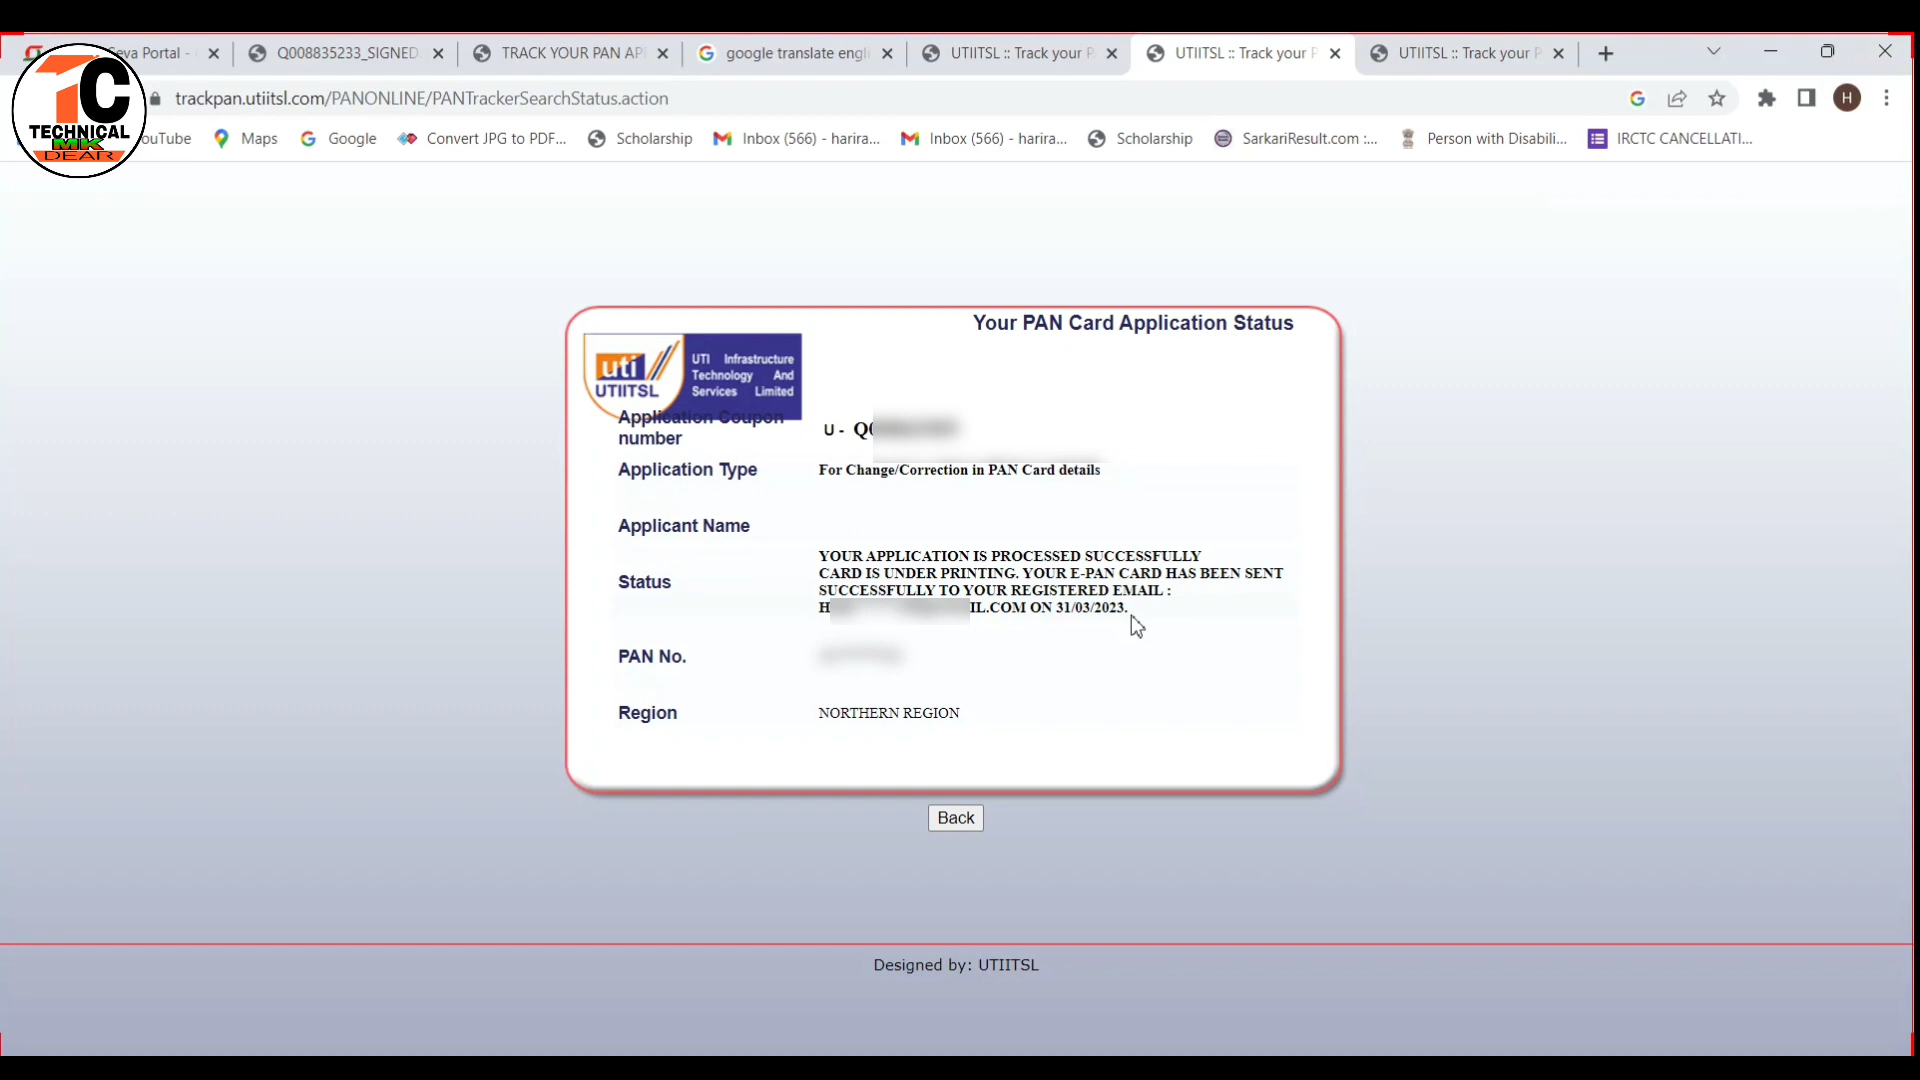 Seva Portal -
Q008835233_SIGNED.
TRACK YOUR PAN AP
google translate engl
UTIITSL :: Track your P
UTIITSL :: Track your P
UTIITSL :: Track your P
TC
TECHNICAL
MK
DEAR
trackpan.utiitsl.com/PANONLINE/PANTrackerSearchStatus.action
H
ouTube
Maps
Google
Convert JPG to PDF...
Scholarship
Inbox (566) - harira...
Inbox (566) - harira...
Scholarship
SarkariResult.com :...
Person with Disabili...
IRCTC CANCELLATI...
Your PAN Card Application Status
uti
UTIITSL
UTI Infrastructure
Technology And
Services Limited
Application Coupon
number
U - Q0
Application Type
For Change/Correction in PAN Card details
Applicant Name
Status
YOUR APPLICATION IS PROCESSED SUCCESSFULLY
CARD IS UNDER PRINTING. YOUR E-PAN CARD HAS BEEN SENT
SUCCESSFULLY TO YOUR REGISTERED EMAIL :
H IL.COM ON 31/03/2023.
PAN No.
Region
NORTHERN REGION
Back
Designed by: UTIITSL